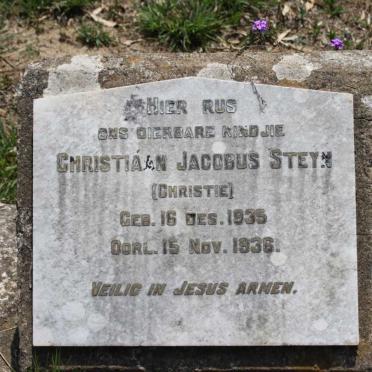 HIER RUS
ONS DIERBARE KINDJIE
CHRISTIAAN JACOBUS STEYN
(CHRISTIE)
GEB. 16 DES. 1935
OORL. 15 NOV. 1936.
VEILIG IN JESUS ARMEN.